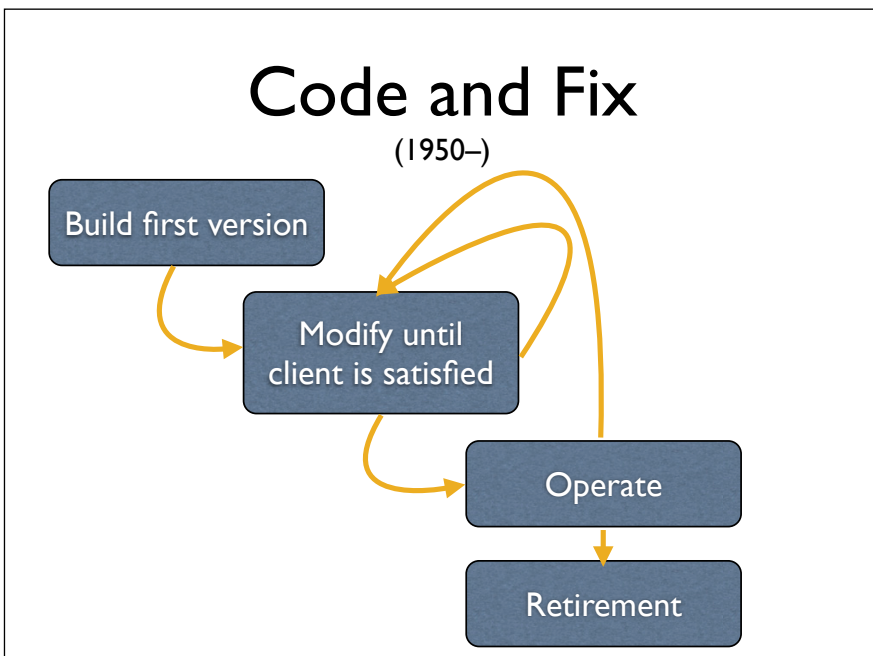 Code and Fix
(1950–)
Build first version
Modify until
client is satisfied
Operate
Retirement